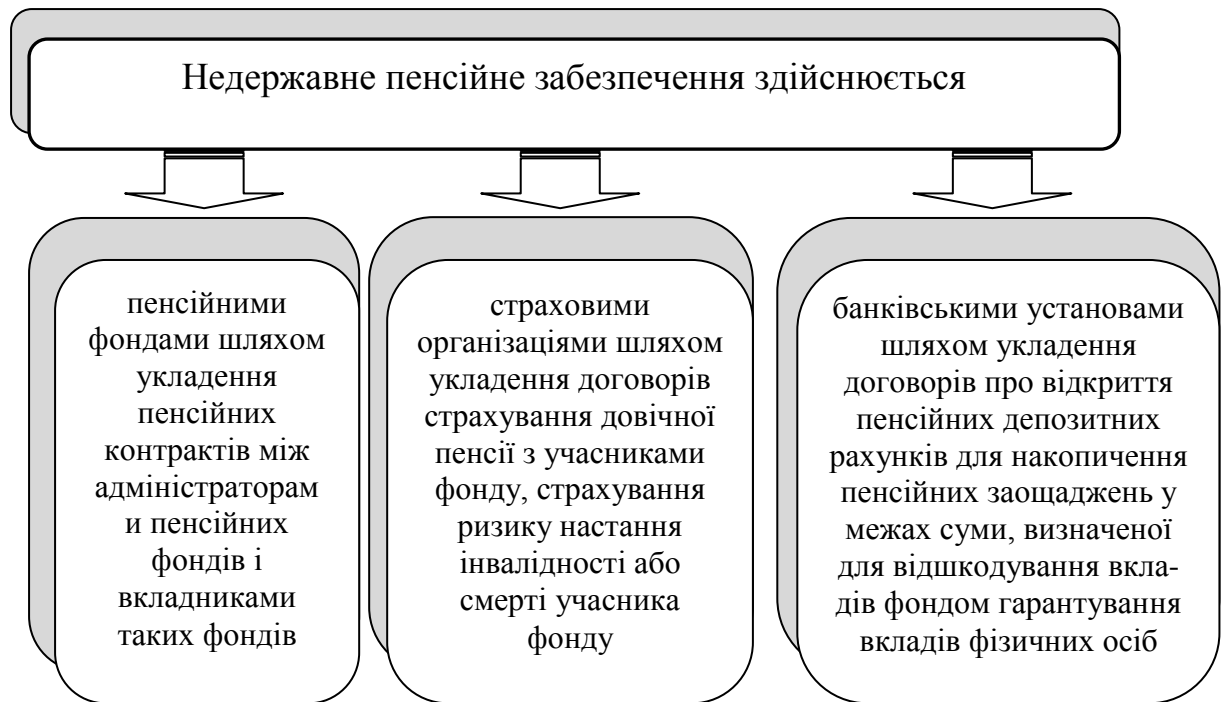 Недержавне пенсійне забезпечення здійснюється
пенсійними
фондами шляхом
укладення
пенсійних
контрактів між
адміністраторам
и пенсійних
фондів і
вкладниками
таких фондів
страховими
організаціями шляхом
укладення договорів
страхування довічної
пенсії з учасниками
фонду, страхування
ризику настання
інвалідності або
смерті учасника
фонду
банківськими установами
шляхом укладення
договорів про відкриття
пенсійних депозитних
рахунків для накопичення
пенсійних заощаджень у
межах суми, визначеної
для відшкодування вкла-
дів фондом гарантування
вкладів фізичних осіб